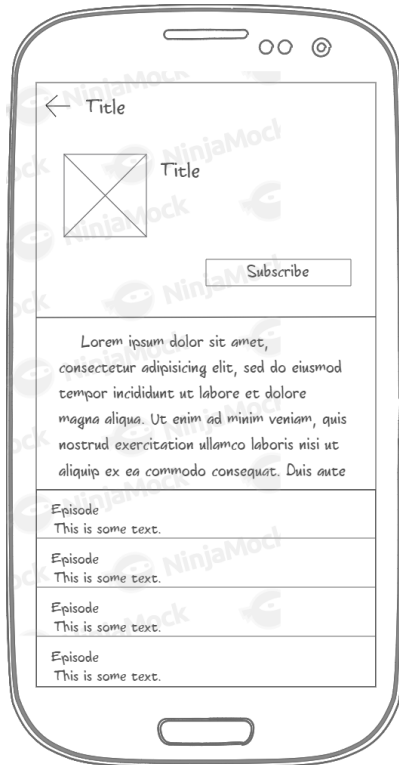 Title
Title
Subscribe
Lorem ipsum dolor sit amet,
consectetur adipisicing elit, sed do eiusmod
tempor incididunt ut labore et dolore
magna aliqua. Ut enim ad minim veniam, quis
nostrud exercitation ullamco laboris nisi ut
aliquip ex ea commodo consequat. Duis aute
Episode
This is some text.
Episode
This is some text.
Episode
This is some text.
Episode
This is some text.
NinjaMock